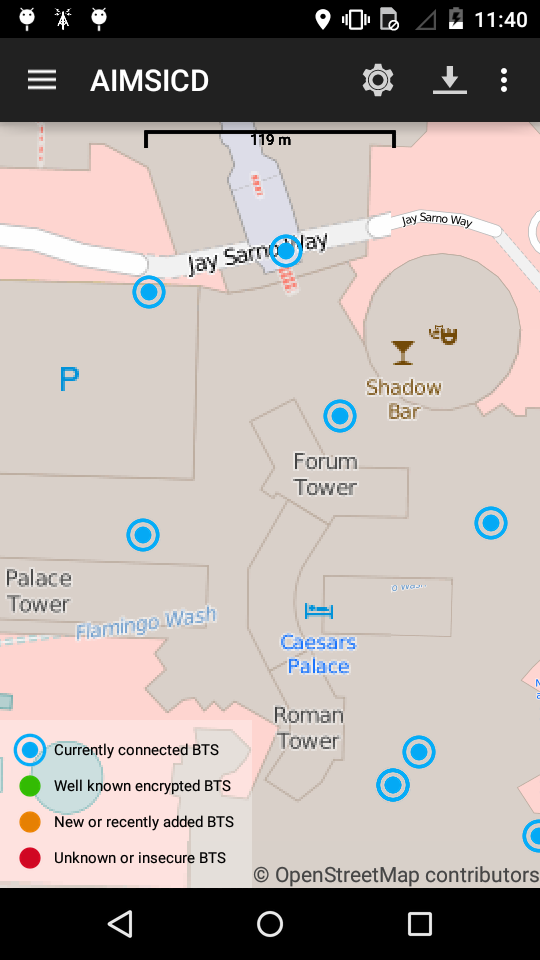 11:40
AIMSICD
119 m
Jay Sarno Way
Jay Sarno Way
P
Shadow
Bar
Forum
Tower
Palace
Tower
Flamingo Wash
Caesars
Palace
Roman
Tower
Currently connected BTS
Well known encrypted BTS
New or recently added BTS
Unknown or insecure BTS
© OpenStreetMap contributors